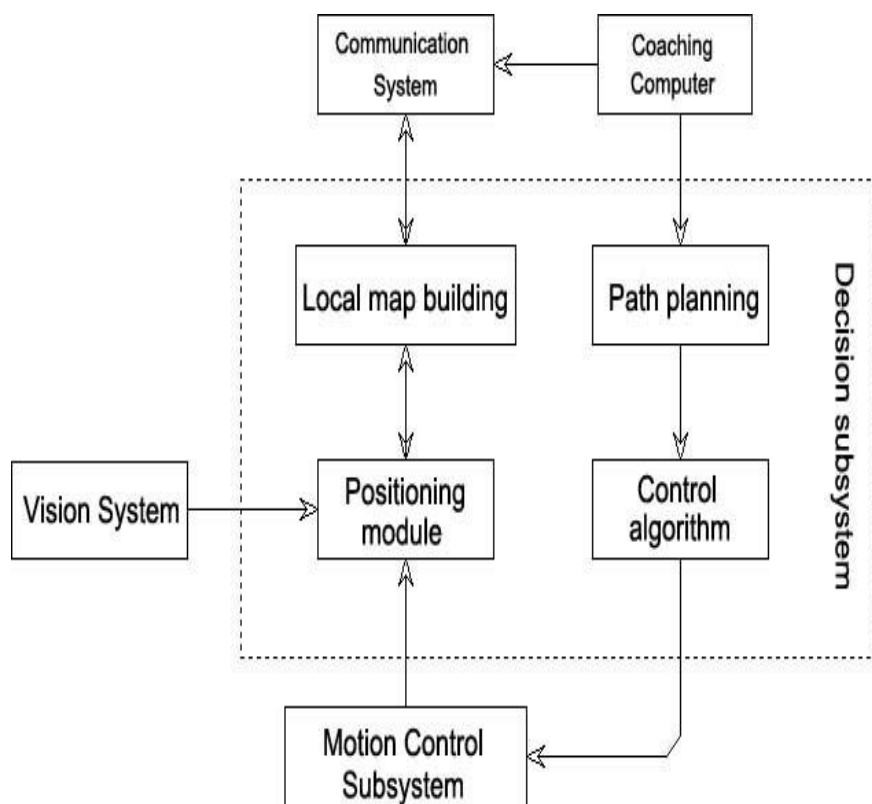 Communication
System
Coaching
Computer
Local map building
Path planning
Decision subsystem
Vision System
Positioning
module
Control
algorithm
Motion Control
Subsystem